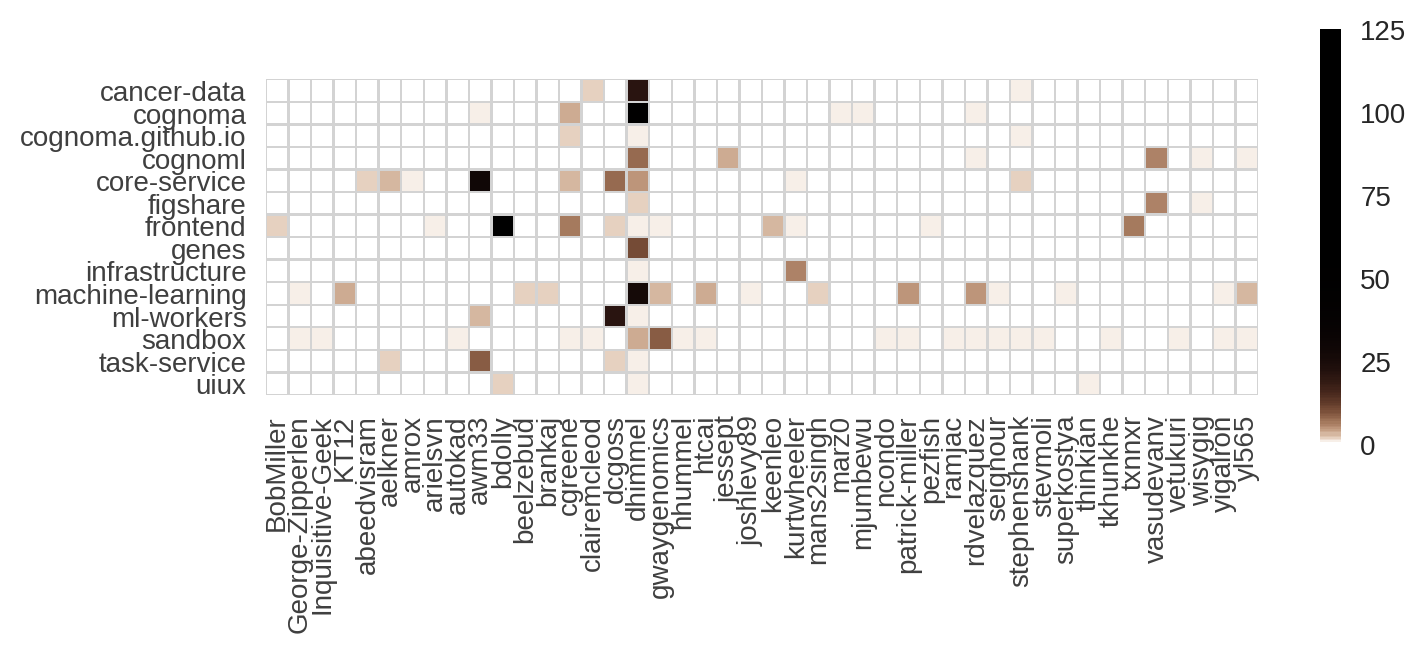 cancer-data
cognoma
cognoma.github.io
cognoml
core-service
figshare
frontend
genes
infrastructure
machine-learning
ml-workers
sandbox
task-service
uiux
BobMiller
George-Zipperlen
Inquisitive-Geek
KT12
abeedvisram
aelkner
amrox
arielsvn
autokad
awm33
bdolly
beelzebud
brankaj
cgreene
clairemcleod
dcgoss
dhimmel
gwaygenomics
hhummel
htcai
jessept
joshlevy89
keenleo
kurtwheeler
mans2singh
marz0
mjumbewu
ncondo
patrick-miller
pezfish
ramjac
rdvelazquez
senghour
stephenshank
stevmoli
superkostya
thinkian
tkhunkhe
txnnxr
vasudevanv
vetukuri
wisygig
yigalron
yl565
125
100
75
50
25
0